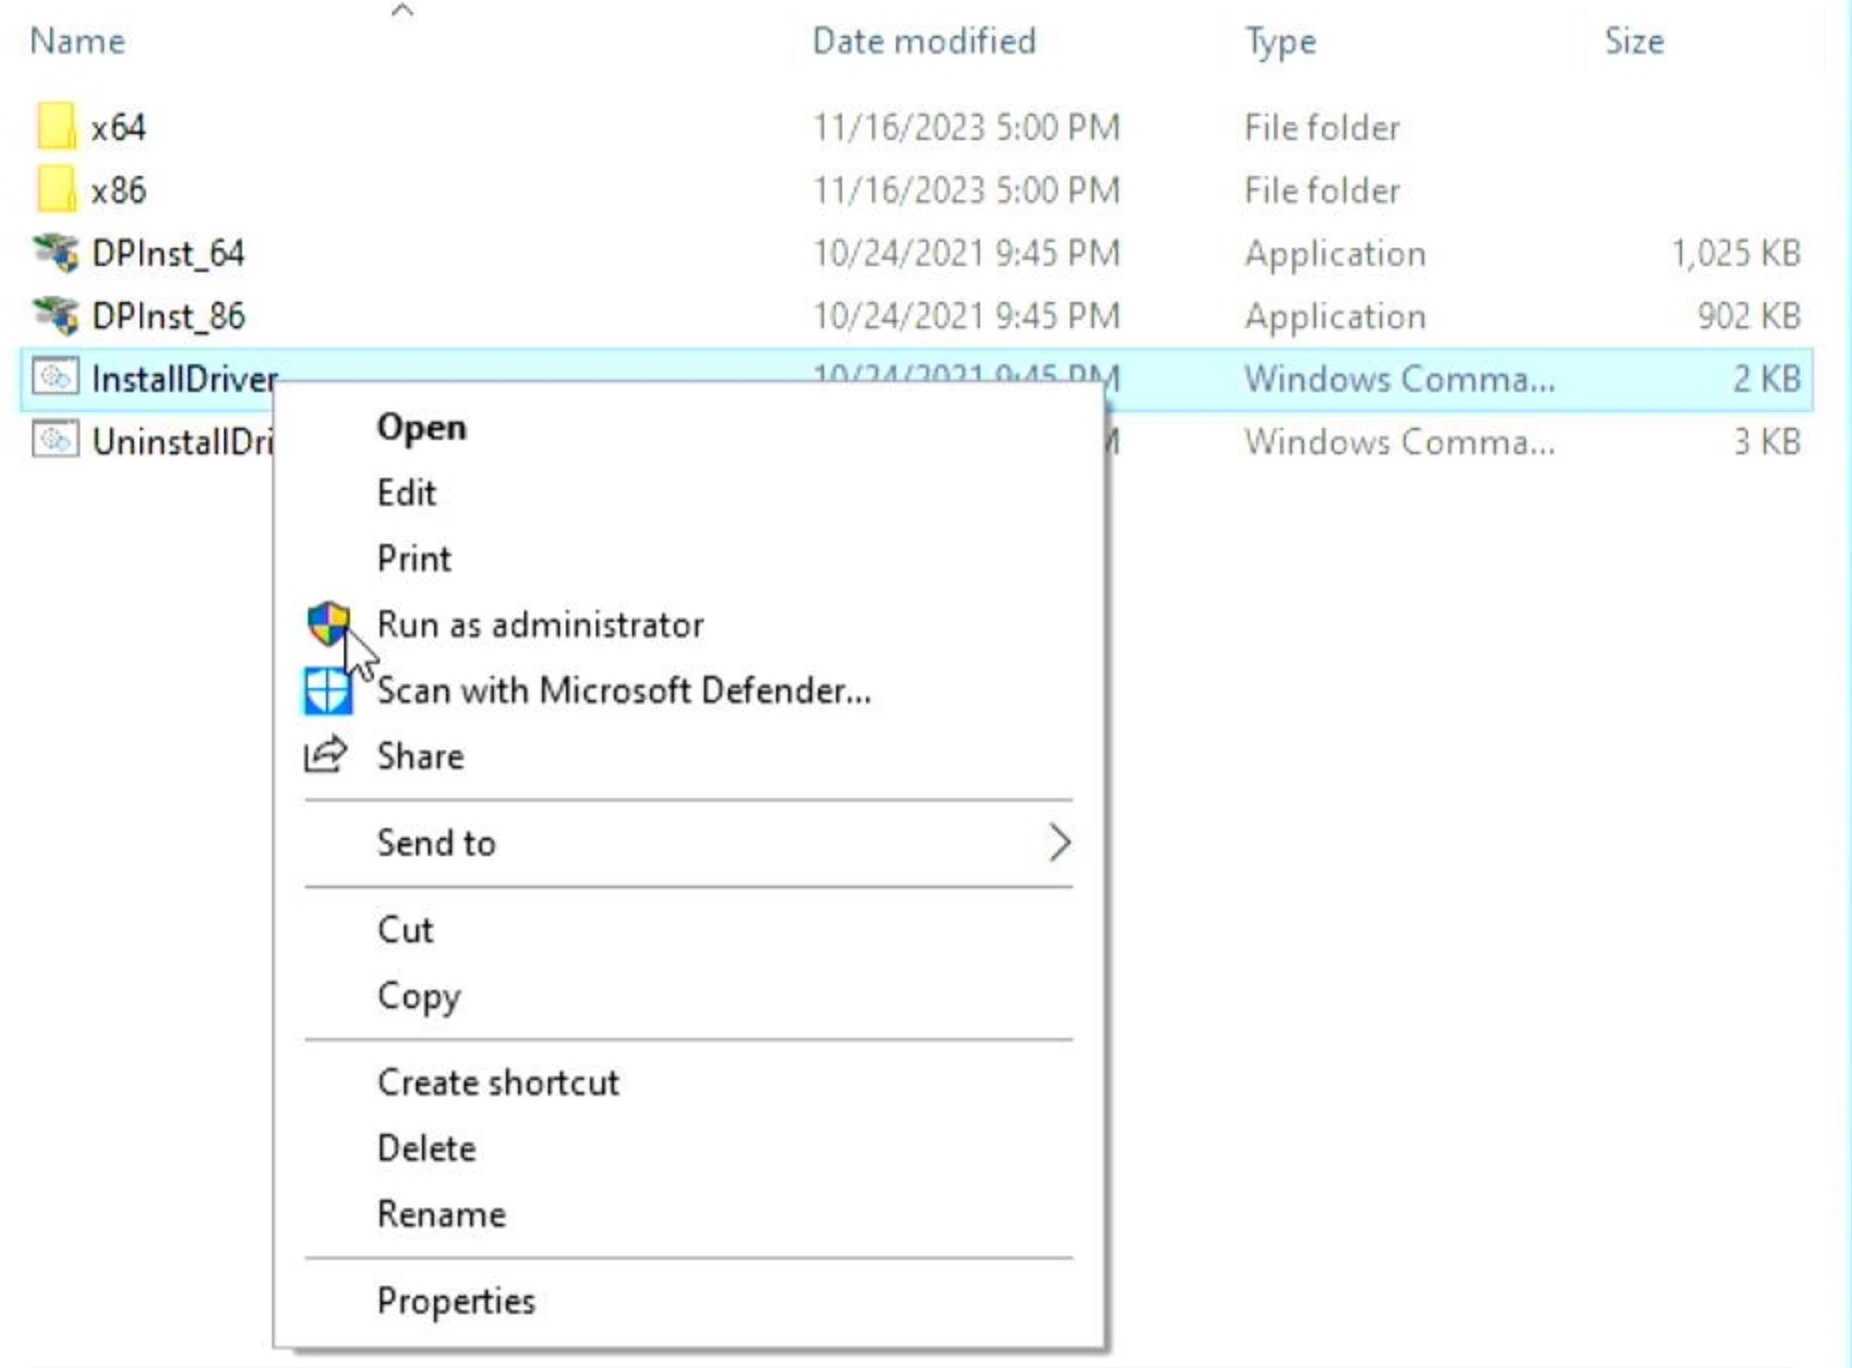 Name Date modified Type Size
x64 11/16/2023 5:00 PM File folder
x86 11/16/2023 5:00 PM File folder
DPInst_64 10/24/2021 9:45 PM Application 1,025 KB
DPInst_86 10/24/2021 9:45 PM Application 902 KB
InstallDriver 10/24/2021 9:45 PM Windows Comma... 2 KB
UninstallDri M Windows Comma... 3 KB
Open
Edit
Print
Run as administrator
Scan with Microsoft Defender...
Share
Send to
Cut
Copy
Create shortcut
Delete
Rename
Properties